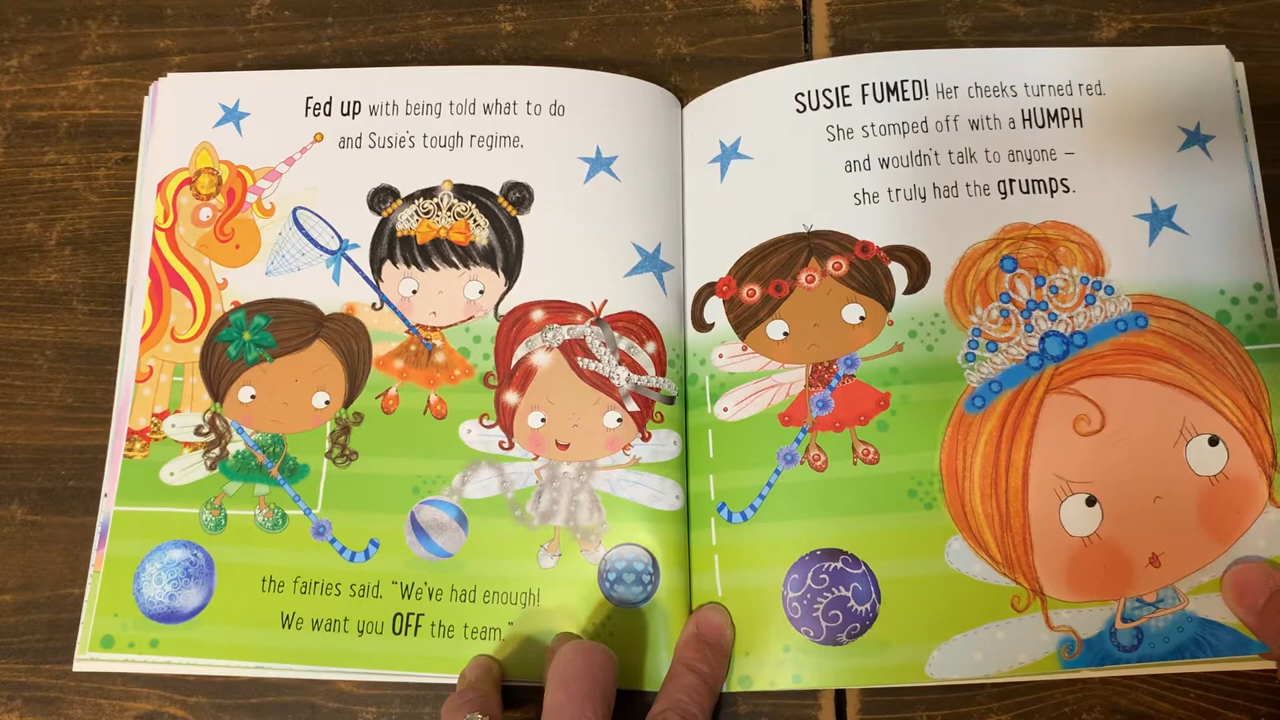 Fed up with being told what to do
and Susie's tough regime,
the fairies said, "We've had enough!
We want you OFF the team."
SUSIE FUMED! Her cheeks turned red.
She stomped off with a HUMPH
and wouldn't talk to anyone –
she truly had the grumps.